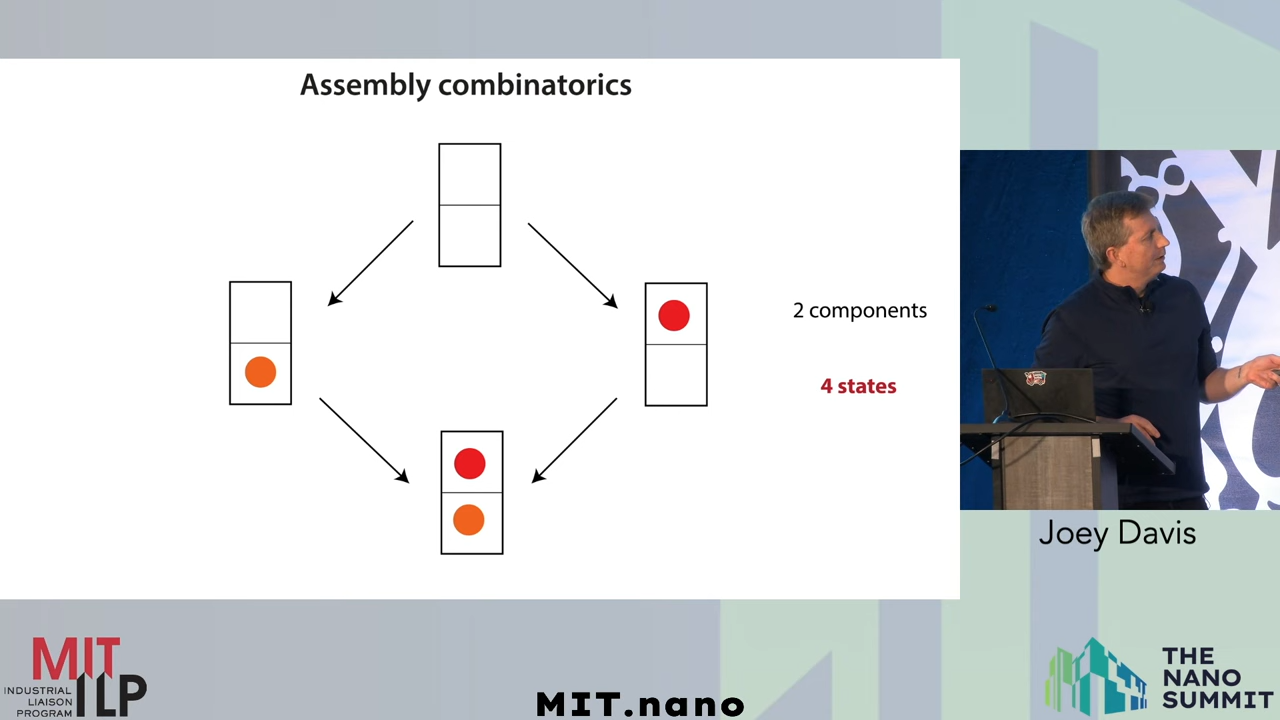 Assembly combinatorics
2 components
4 states
Joey Davis
MIT
ILP
INDUSTRIAL
LIAISON
PROGRAM
MIT.nano
THE
NANO
SUMMIT